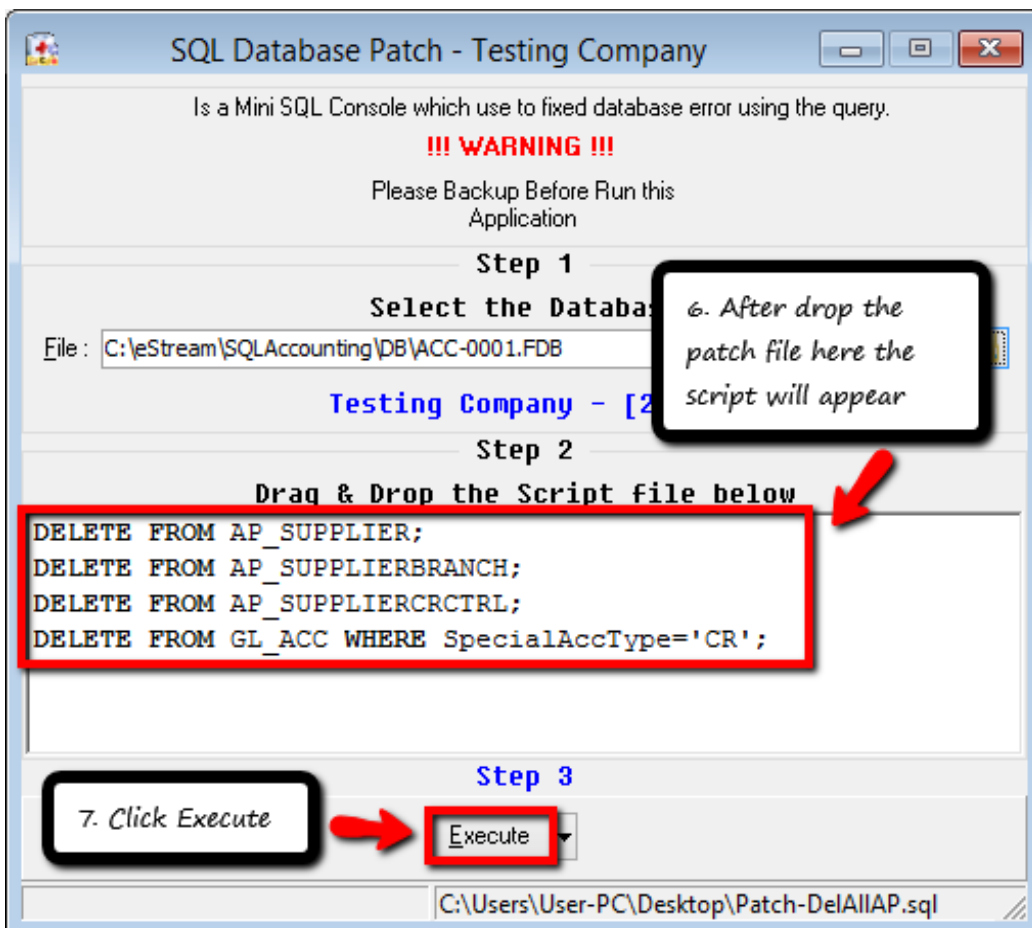 SQL Database Patch - Testing Company
Is a Mini SQL Console which use to fixed database error using the query.
!!! WARNING !!!
Please Backup Before Run this
Application
Step 1
Select the Databa
File : C:\eStream\SQLAccounting\DB\ACC-0001.FDB
Testing Company - [2
6. After drop the
patch file here the
script will appear
Step 2
Drag & Drop the Script file below
DELETE FROM AP_SUPPLIER;
DELETE FROM AP_SUPPLIERBRANCH;
DELETE FROM AP_SUPPLIERCRCTRL;
DELETE FROM GL_ACC WHERE SpecialAccType='CR';
Step 3
7. Click Execute
Execute
C:\Users\User-PC\Desktop\Patch-DelAllAP.sql